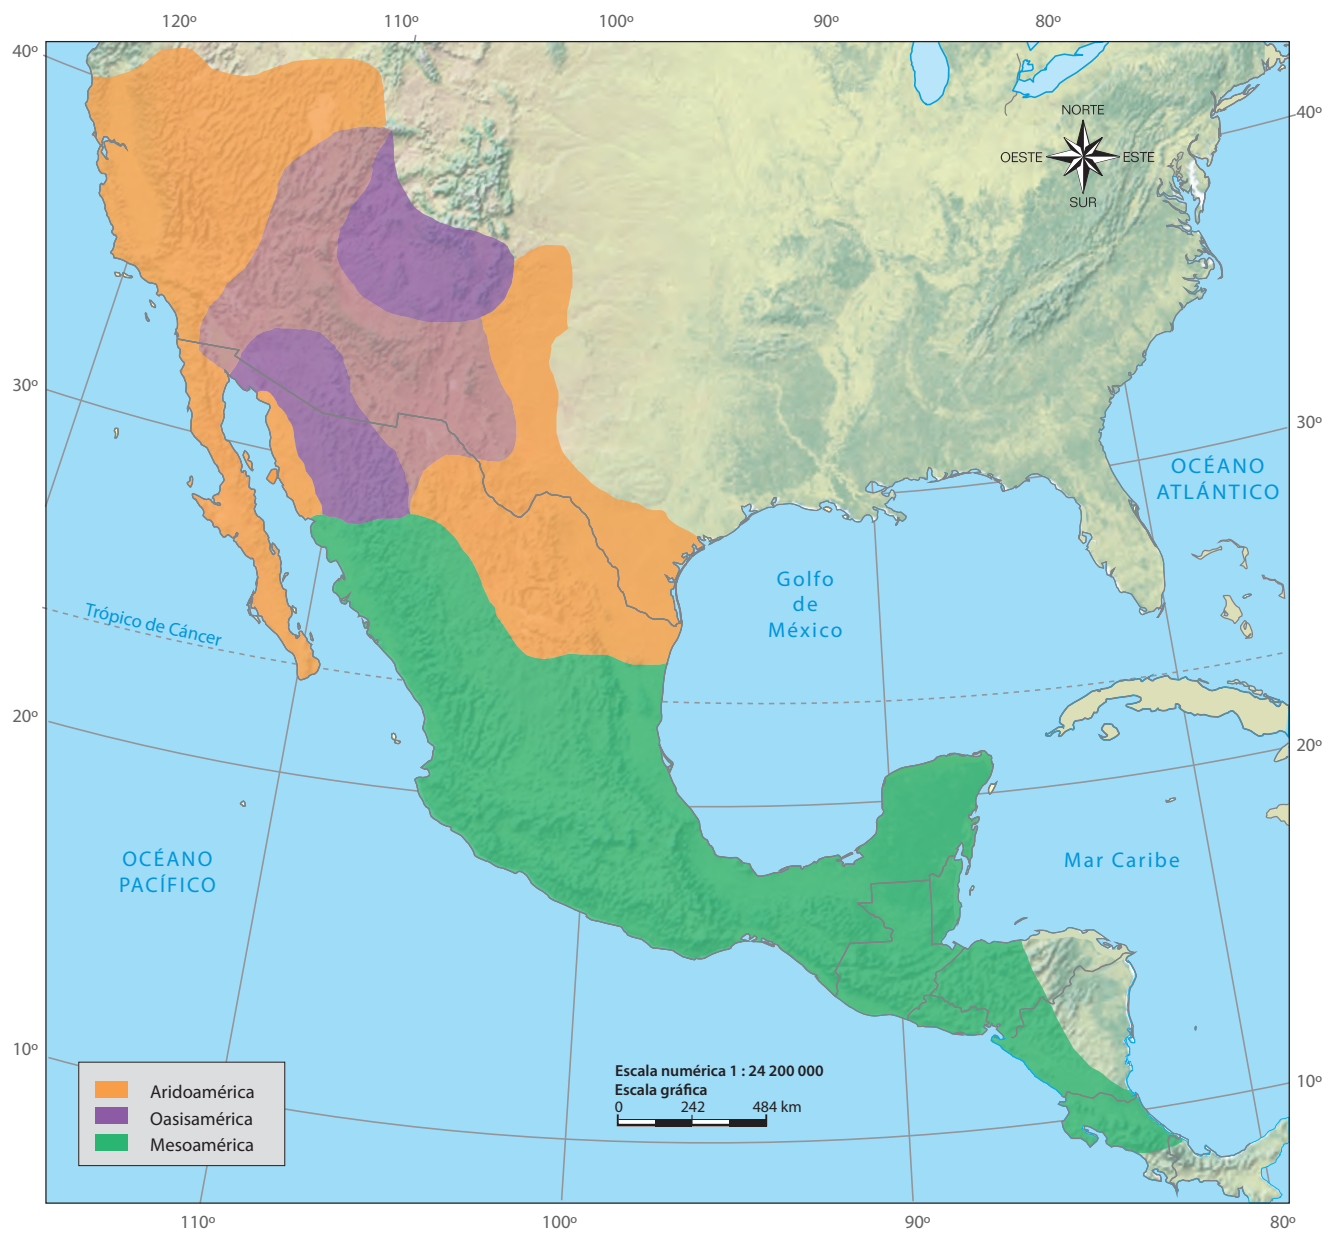 120º
110º
100º
90º
80º
40º
40º
NORTE
OESTE
ESTE
SUR
30º
30º
OCÉANO
ATLÁNTICO
Golfo
de
México
Trópico de Cáncer
20º
20º
OCÉANO
PACÍFICO
Mar Caribe
10º
10º
Escala numérica 1 : 24 200 000
Escala gráfica
0 242 484 km
Aridoamérica
Oasisamérica
Mesoamérica
110º
100º
90º
80º